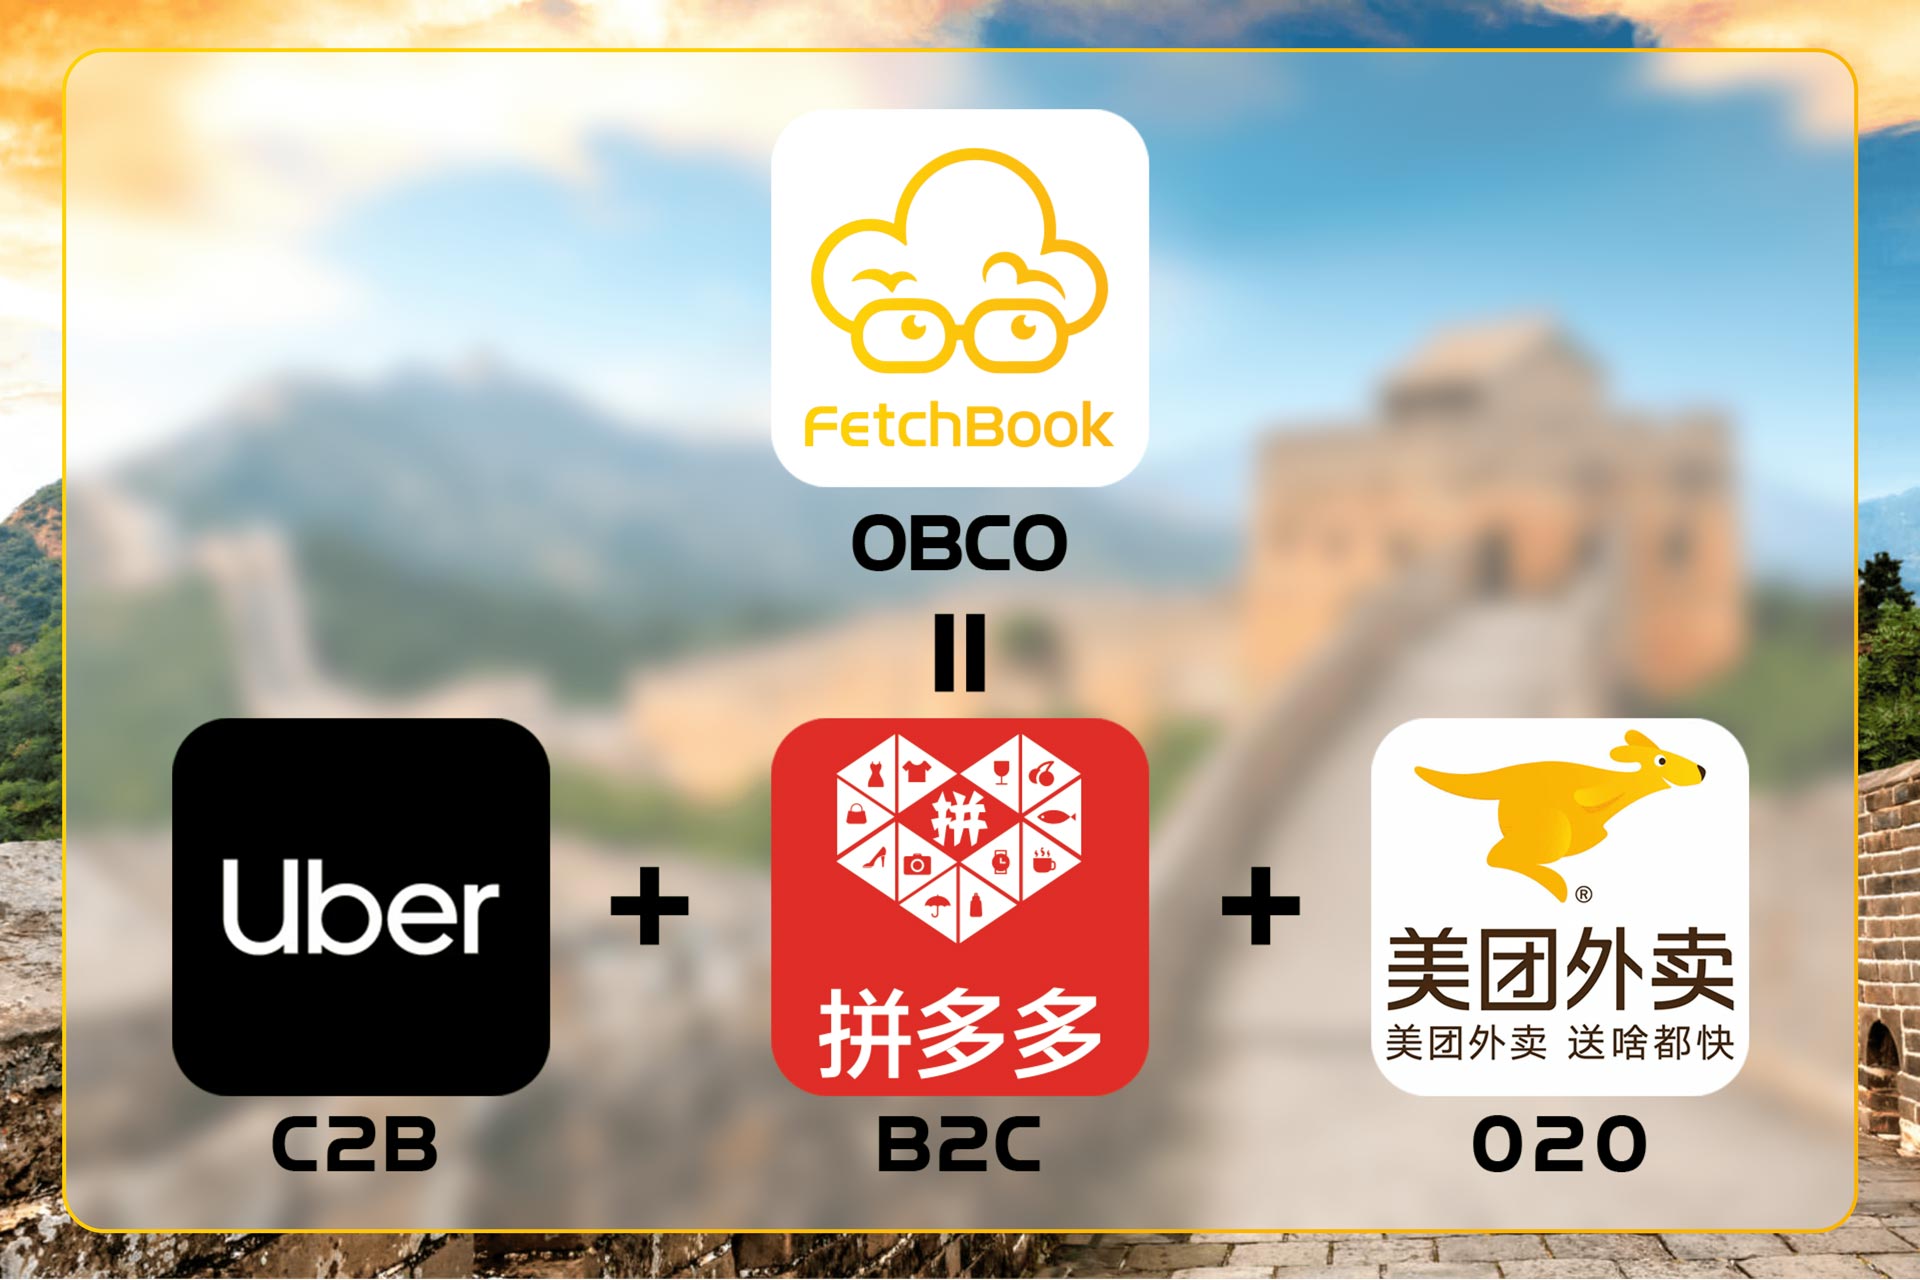 FetchBook
OBCO
=
Uber
+
拼
拼多多
+
®
美团外卖
美团外卖 送啥都快
C2B
B2C
O2O